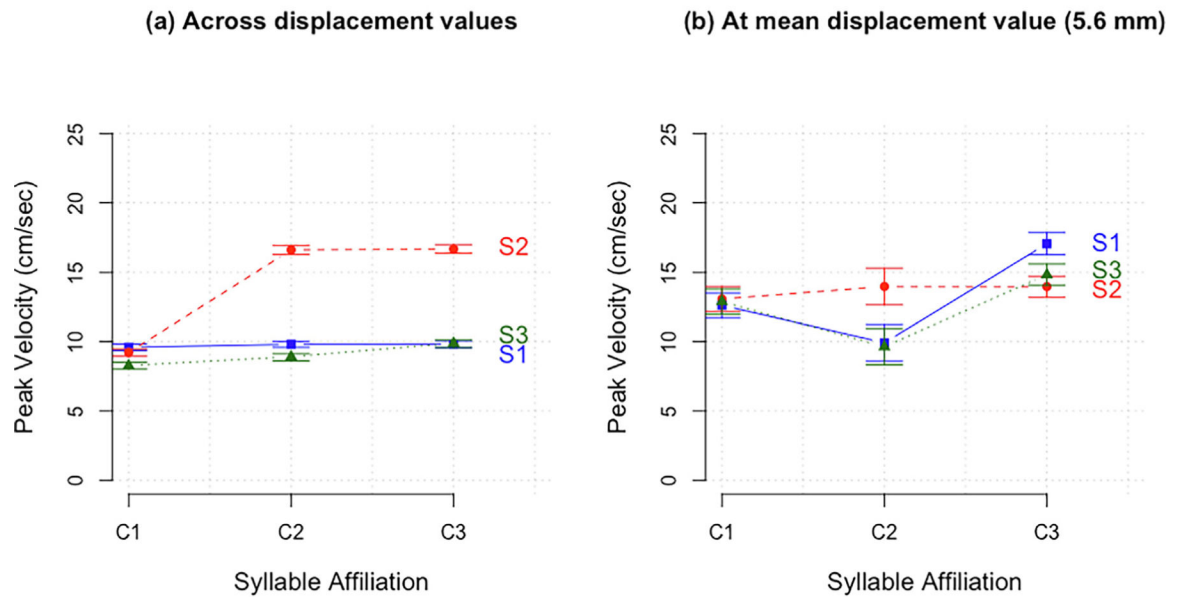 (a) Across displacement values
25
20
15
10
5
0
Peak Velocity (cm/sec)
S2
S3
S1
C1 C2 C3
Syllable Affiliation
(b) At mean displacement value (5.6 mm)
25
20
15
10
5
0
Peak Velocity (cm/sec)
S1
S3
S2
C1 C2 C3
Syllable Affiliation